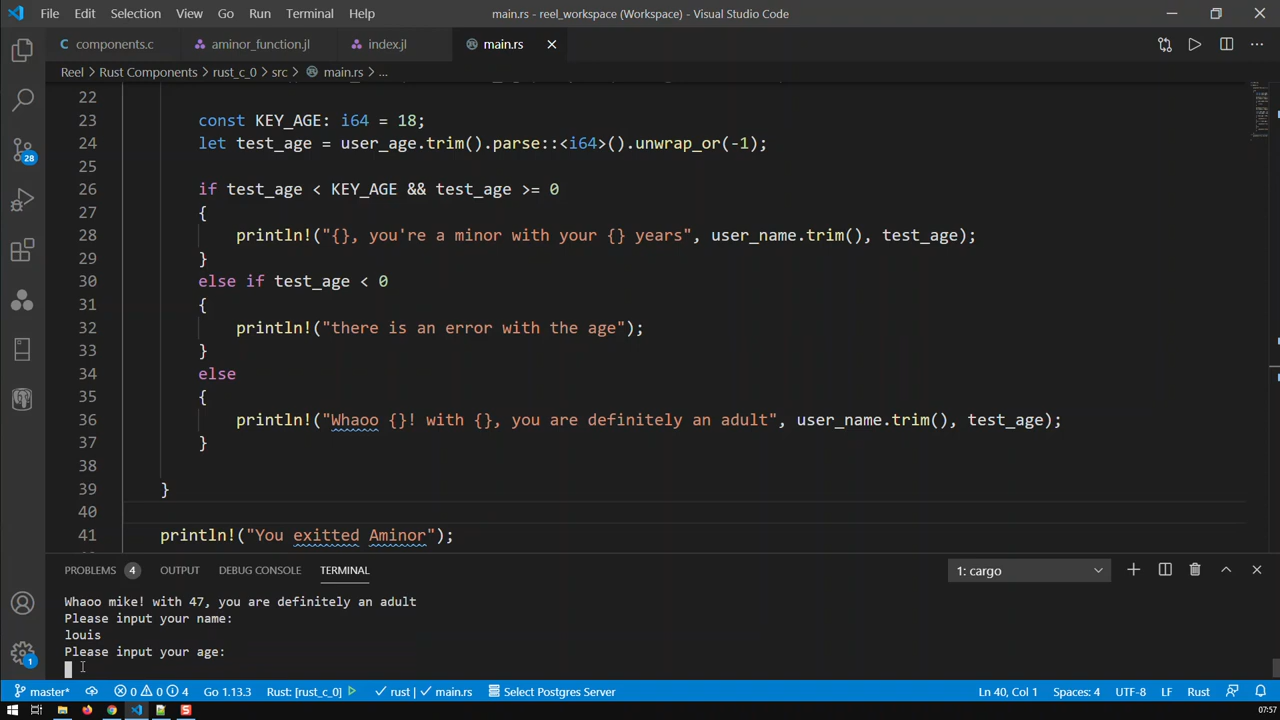 File Edit Selection View Go Run Terminal Help main.rs - reel_workspace (Workspace) - Visual Studio Code
C components.c aminor_function.jl index.jl main.rs
Reel Rust Components rust_c_0 src main.rs ...
22
23 const KEY_AGE: i64 = 18;
24 let test_age = user_age.trim().parse::<i64>().unwrap_or(-1);
25
26 if test_age < KEY_AGE && test_age >= 0
27 {
28 println!("{}, you're a minor with your {} years", user_name.trim(), test_age);
29 }
30 else if test_age < 0
31 {
32 println!("there is an error with the age");
33 }
34 else
35 {
36 println!("Whaoo {}! with {}, you are definitely an adult", user_name.trim(), test_age);
37 }
38
39 }
40
41 println!("You exitted Aminor");
28
PROBLEMS 4 OUTPUT DEBUG CONSOLE TERMINAL 1: cargo
Whaoo mike! with 47, you are definitely an adult
Please input your name:
louis
Please input your age:
1
master* 0 0 4 Go 1.13.3 Rust: [rust_c_0] rust | main.rs Select Postgres Server Ln 40, Col 1 Spaces: 4 UTF-8 LF Rust
07:57